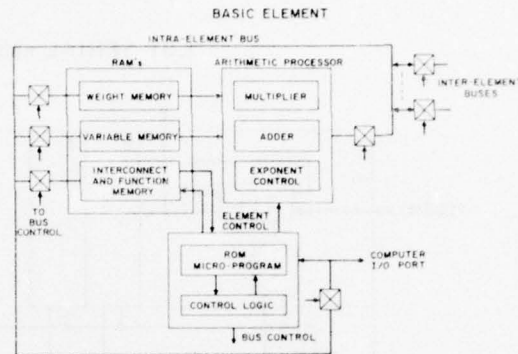 BASIC ELEMENT
INTRA-ELEMENT BUS
RAM's
ARITHMETIC PROCESSOR
WEIGHT MEMORY
MULTIPLIER
INTER-ELEMENT
BUSES
VARIABLE MEMORY
ADDER
INTERCONNECT
AND FUNCTION
MEMORY
EXPONENT
CONTROL
TO
BUS
CONTROL
ELEMENT
CONTROL
ROM
MICRO-PROGRAM
COMPUTER
I/O PORT
CONTROL LOGIC
BUS CONTROL